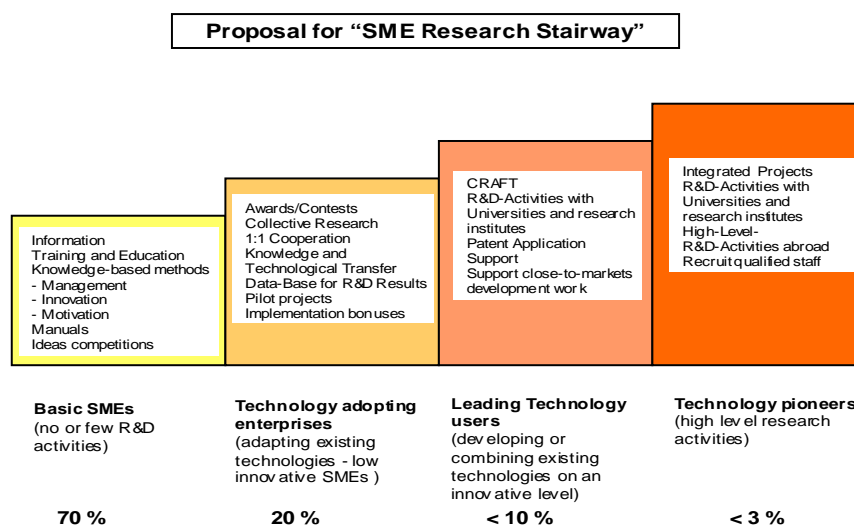 Proposal for “SME Research Stairway”
Information
Training and Education
Knowledge-based methods
- Management
- Innovation
- Motivation
Manuals
Ideas competitions
Awards/Contests
Collective Research
1:1 Cooperation
Knowledge and
Technological Transfer
Data-Base for R&D Results
Pilot projects
Implementation bonuses
CRAFT
R&D-Activities with
Universities and research
institutes
Patent Application
Support
Support close-to-markets
development work
Integrated Projects
R&D-Activities with
Universities and
research institutes
High-Level-
R&D-Activities abroad
Recruit qualified staff
Basic SMEs
(no or few R&D
activities)
Technology adopting
enterprises
(adapting existing
technologies - low
innovative SMEs )
Leading Technology
users
(developing or
combining existing
technologies on an
innovative level)
Technology pioneers
(high level research
activities)
70 %
20 %
< 10 %
< 3 %